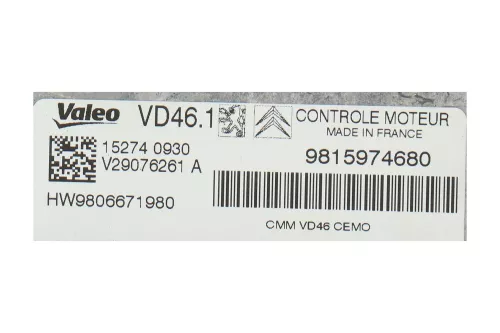 Valeo VD46.1 CONTROLE MOTEUR
MADE IN FRANCE
15274 0930
V29076261 A
9815974680
HW9806671980
CMM VD46 CEMO